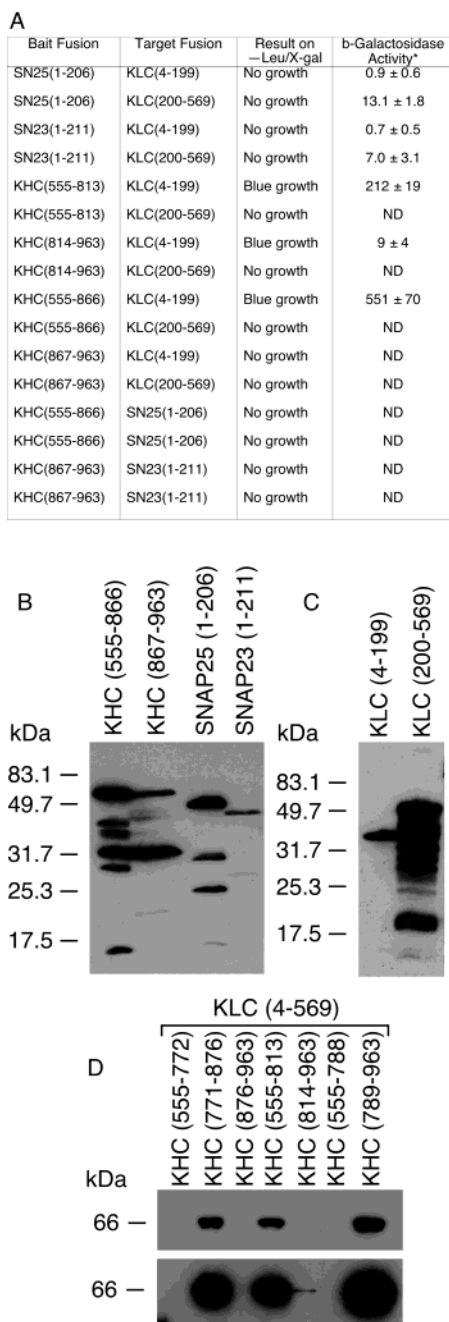 A
Bait Fusion Target Fusion Result on —Leu/X-gal b-Galactosidase Activity*
SN25(1-206) KLC(4-199) No growth 0.9 ± 0.6
SN25(1-206) KLC(200-569) No growth 13.1 ± 1.8
SN23(1-211) KLC(4-199) No growth 0.7 ± 0.5
SN23(1-211) KLC(200-569) No growth 7.0 ± 3.1
KHC(555-813) KLC(4-199) Blue growth 212 ± 19
KHC(555-813) KLC(200-569) No growth ND
KHC(814-963) KLC(4-199) Blue growth 9 ± 4
KHC(814-963) KLC(200-569) No growth ND
KHC(555-866) KLC(4-199) Blue growth 551 ± 70
KHC(555-866) KLC(200-569) No growth ND
KHC(867-963) KLC(4-199) No growth ND
KHC(867-963) KLC(200-569) No growth ND
KHC(555-866) SN25(1-206) No growth ND
KHC(555-866) SN25(1-206) No growth ND
KHC(867-963) SN23(1-211) No growth ND
KHC(867-963) SN23(1-211) No growth ND
B
KHC (555-866)
KHC (867-963)
SNAP25 (1-206)
SNAP23 (1-211)
kDa
83.1
49.7
31.7
25.3
17.5
C
KLC (4-199)
KLC (200-569)
kDa
83.1
49.7
31.7
25.3
17.5
D
KLC (4-569)
KHC (555-772)
KHC (771-876)
KHC (876-963)
KHC (555-813)
KHC (814-963)
KHC (555-788)
KHC (789-963)
kDa
66
66